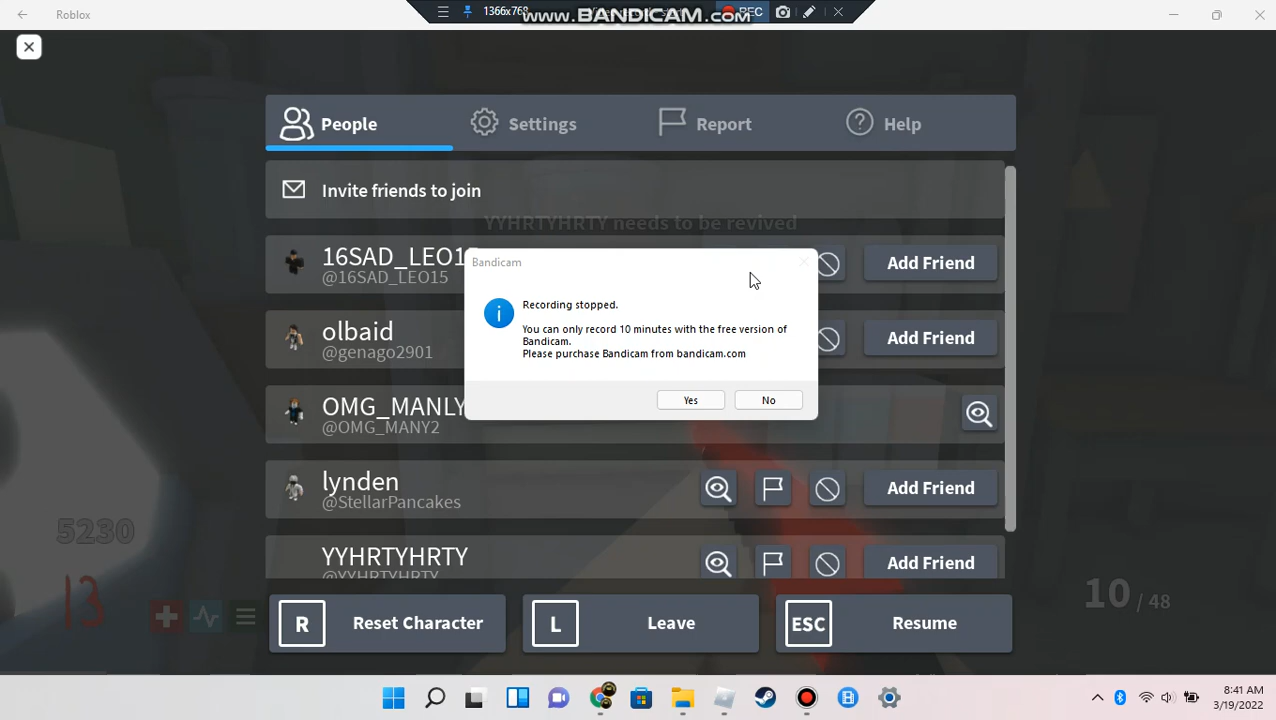 Roblox
1366x768
www.BANDICAM.com
REC
People
Settings
Report
Help
Invite friends to join
YYHRTYHRTY needs to be revived
16SAD_LEO15
@16SAD_LEO15
Add Friend
Bandicam
Recording stopped.
You can only record 10 minutes with the free version of
Bandicam.
Please purchase Bandicam from bandicam.com
Yes
No
olbaid
@genago2901
Add Friend
OMG_MANLY
@OMG_MANY2
lynden
@StellarPancakes
Add Friend
YYHRTYHRTY
@YYHRTYHRTY
Add Friend
5230
13
10 / 48
R
Reset Character
L
Leave
ESC
Resume
8:41 AM
3/19/2022